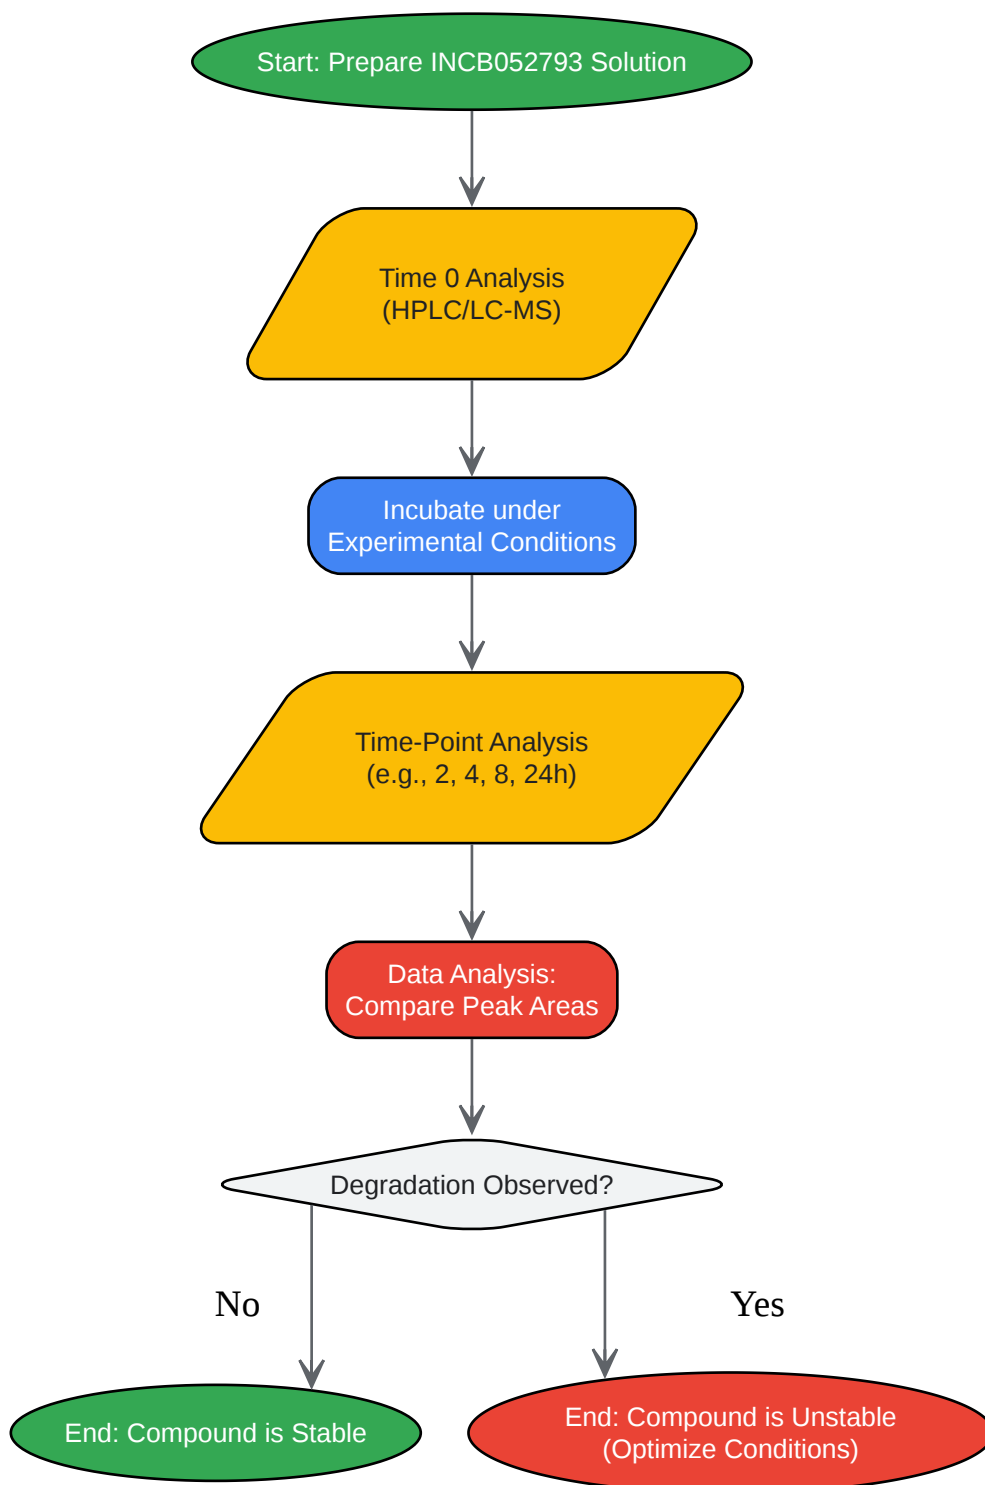 Start: Prepare INCB052793 Solution
Time 0 Analysis
(HPLC/LC-MS)
Incubate under
Experimental Conditions
Time-Point Analysis
(e.g., 2, 4, 8, 24h)
Data Analysis:
Compare Peak Areas
Degradation Observed?
No
Yes
End: Compound is Stable
End: Compound is Unstable
(Optimize Conditions)